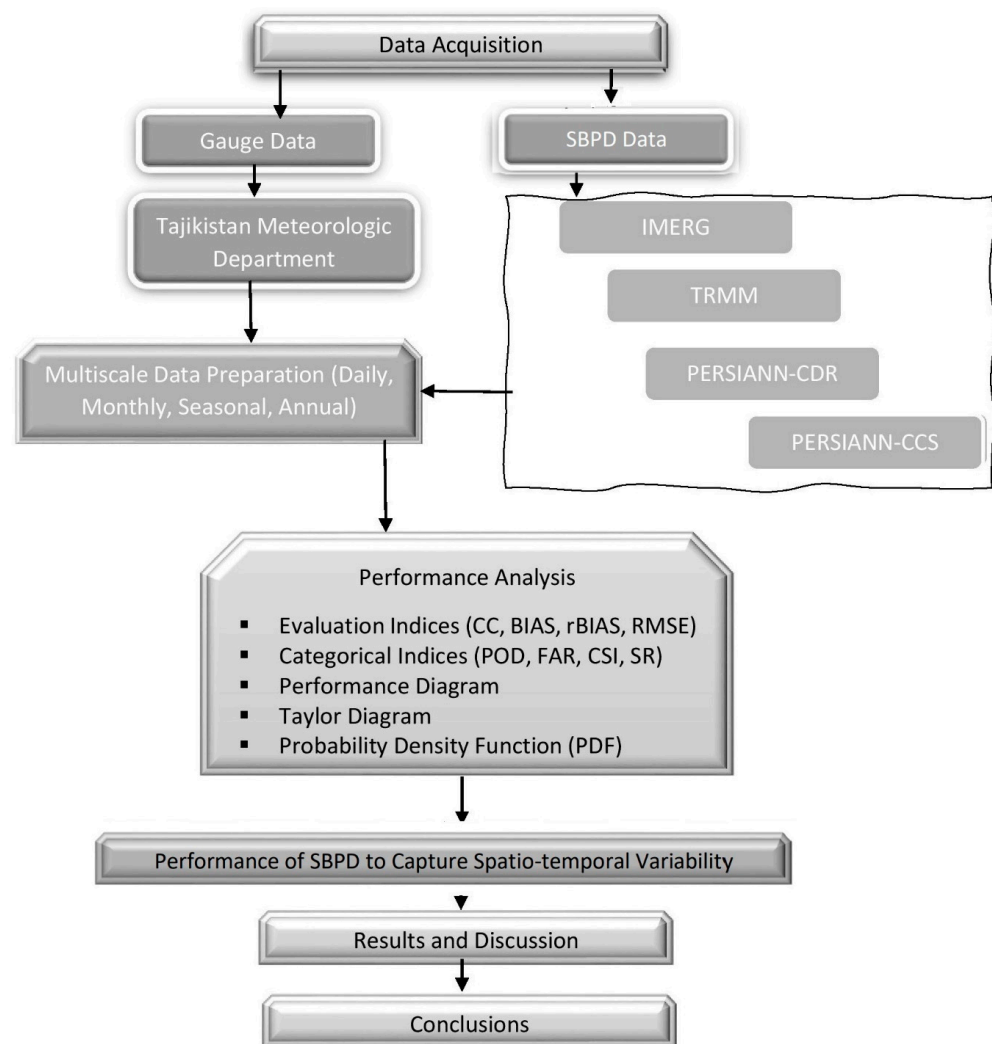 Data Acquisition
Gauge Data
SBPD Data
Tajikistan Meteorologic
Department
IMERG
TRMM
PERSIANN-CDR
PERSIANN-CCS
Multiscale Data Preparation (Daily,
Monthly, Seasonal, Annual)
Performance Analysis
▪ Evaluation Indices (CC, BIAS, rBIAS, RMSE)
▪ Categorical Indices (POD, FAR, CSI, SR)
▪ Performance Diagram
▪ Taylor Diagram
▪ Probability Density Function (PDF)
Performance of SBPD to Capture Spatio-temporal Variability
Results and Discussion
Conclusions